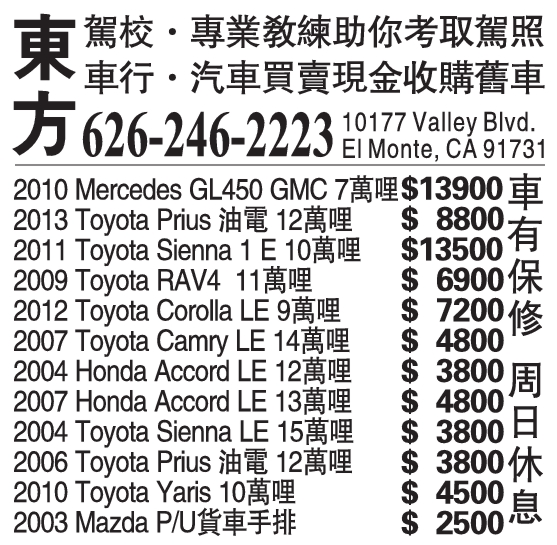 東方
駕校・專業教練助你考取駕照
車行・汽車買賣現金收購舊車
626-246-2223
10177 Valley Blvd.
El Monte, CA 91731
2010 Mercedes GL450 GMC 7萬哩 $13900
2013 Toyota Prius 油電 12萬哩 $ 8800
2011 Toyota Sienna 1 E 10萬哩 $13500
2009 Toyota RAV4 11萬哩 $ 6900
2012 Toyota Corolla LE 9萬哩 $ 7200
2007 Toyota Camry LE 14萬哩 $ 4800
2004 Honda Accord LE 12萬哩 $ 3800
2007 Honda Accord LE 13萬哩 $ 4800
2004 Toyota Sienna LE 15萬哩 $ 3800
2006 Toyota Prius 油電 12萬哩 $ 3800
2010 Toyota Yaris 10萬哩 $ 4500
2003 Mazda P/U貨車手排 $ 2500
車有保修 周日休息